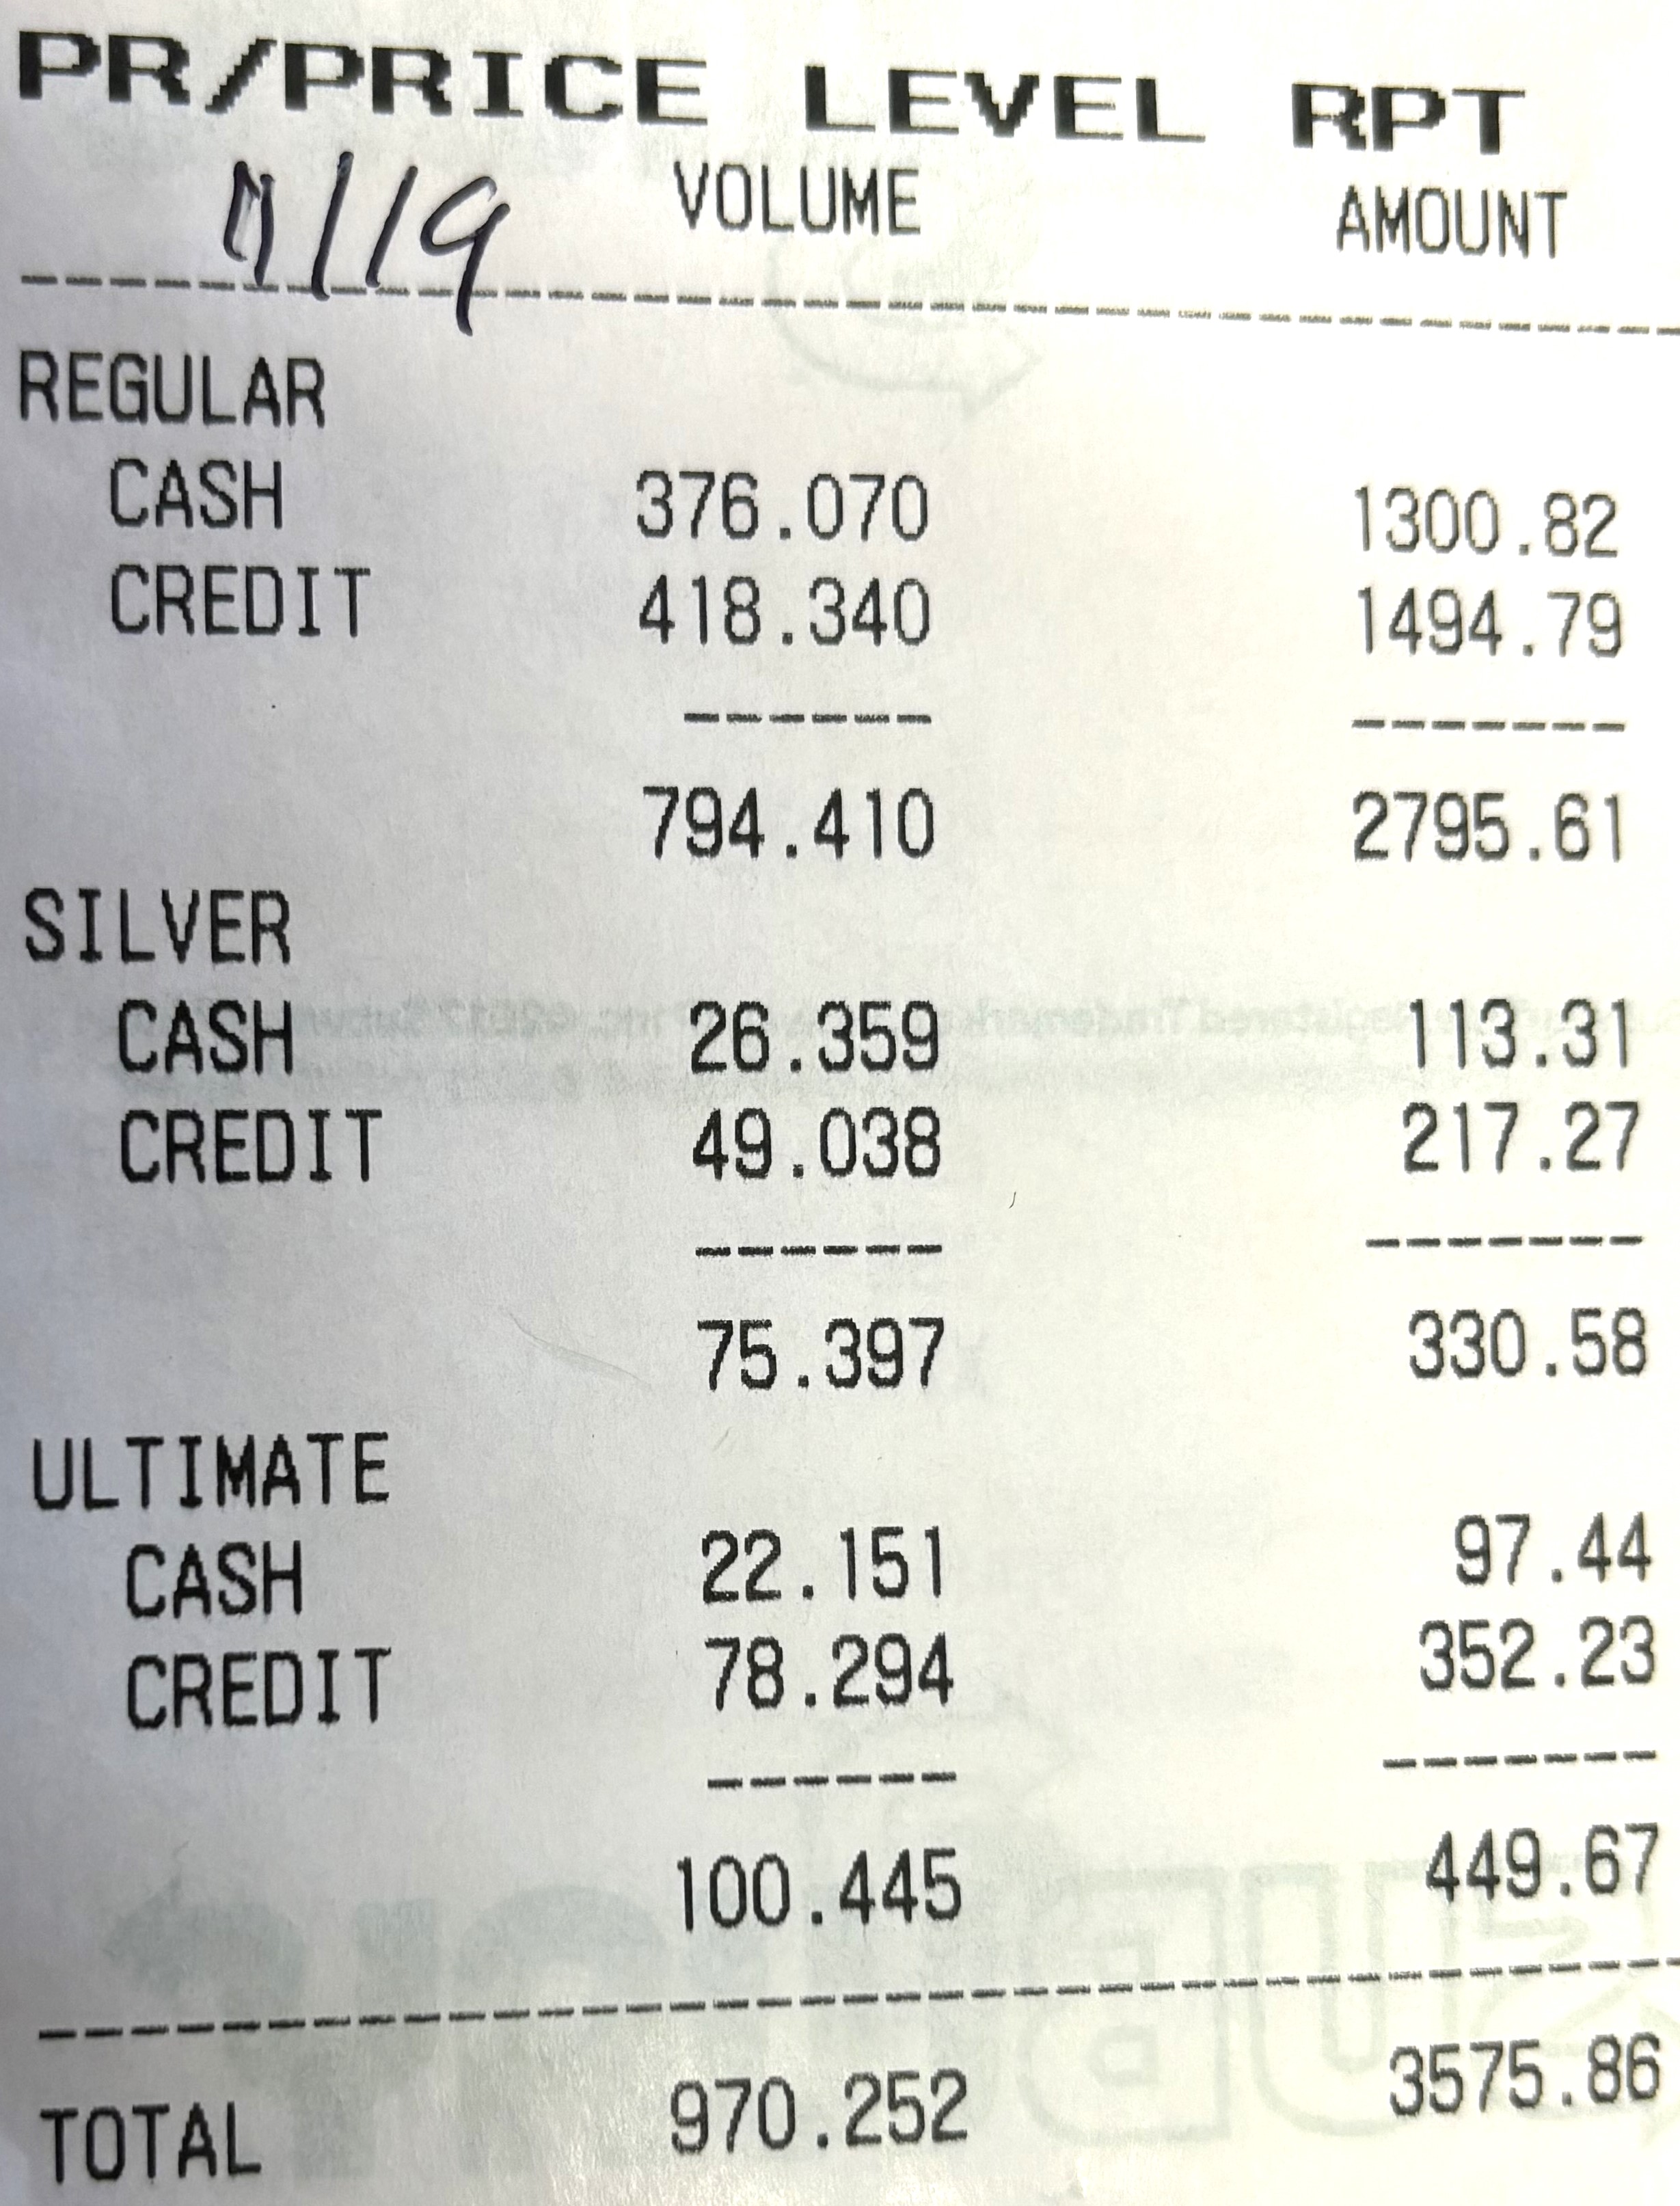 PR/PRICE LEVEL RPT
7/19 VOLUME AMOUNT
REGULAR
CASH 376.070 1300.82
CREDIT 418.340 1494.79
794.410 2795.61
SILVER
CASH 26.359 113.31
CREDIT 49.038 217.27
75.397 330.58
ULTIMATE
CASH 22.151 97.44
CREDIT 78.294 352.23
100.445 449.67
TOTAL 970.252 3575.86